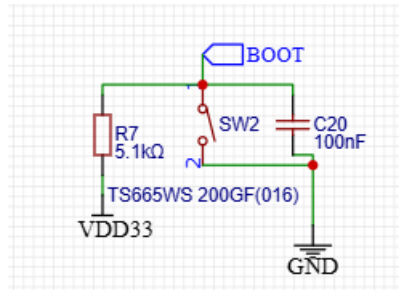 BOOT
1
R7
5.1kΩ
SW2
C20
100nF
2
TS665WS 200GF(016)
VDD33
GND